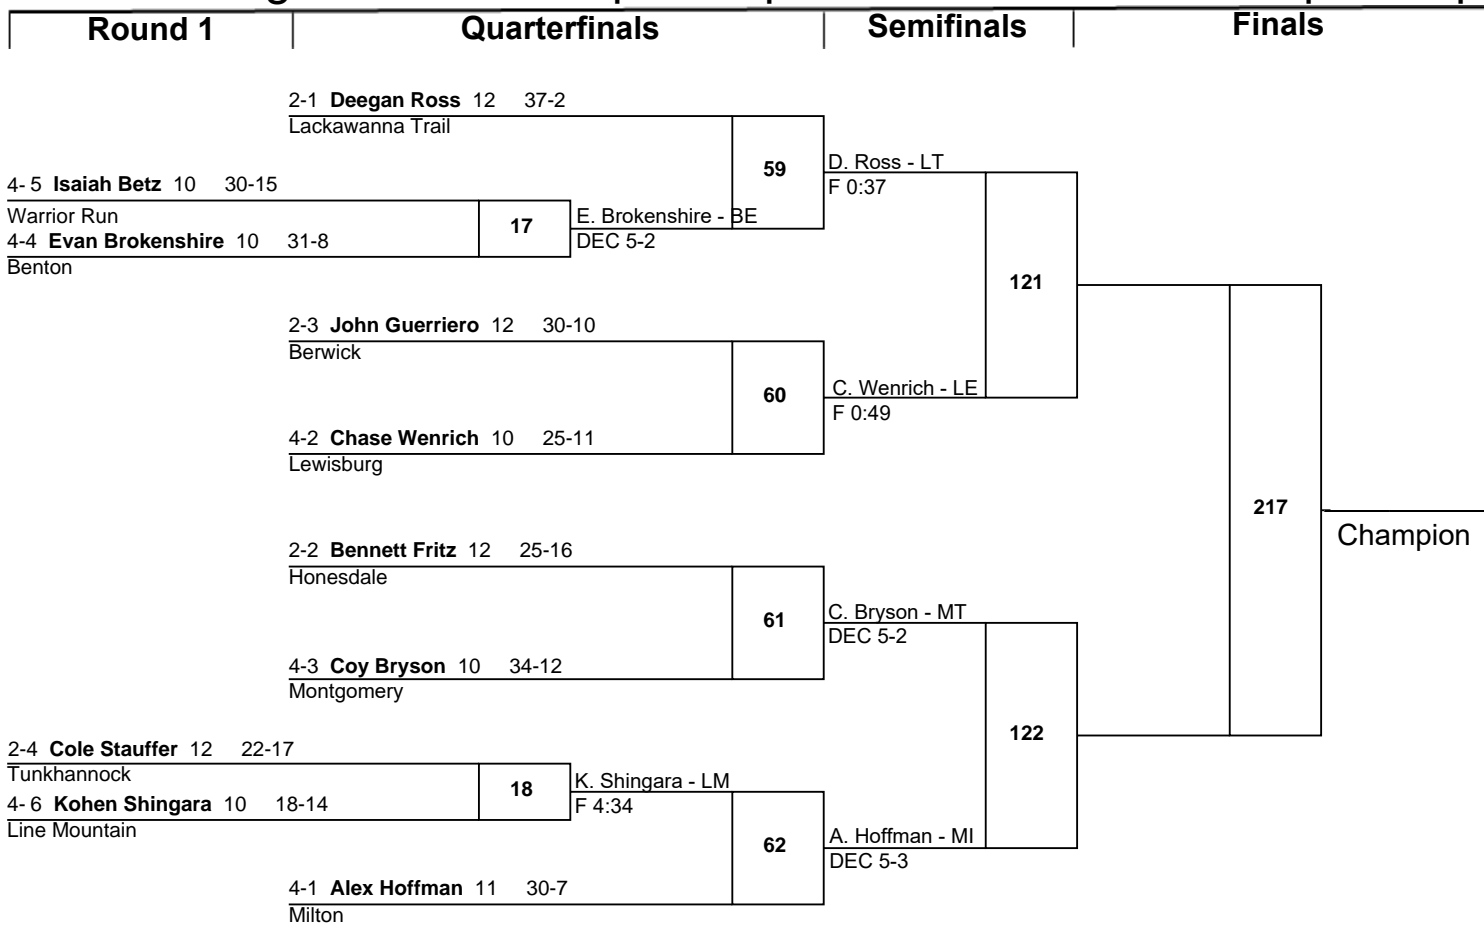 Round 1 Quarterfinals Semifinals Finals
2-1 Deegan Ross 12 37-2
Lackawanna Trail
59
D. Ross - LT
F 0:37
4- 5 Isaiah Betz 10 30-15
Warrior Run
17
E. Brokenshire - BE
DEC 5-2
4-4 Evan Brokenshire 10 31-8
Benton
121
2-3 John Guerriero 12 30-10
Berwick
60
C. Wenrich - LE
F 0:49
4-2 Chase Wenrich 10 25-11
Lewisburg
217
Champion
2-2 Bennett Fritz 12 25-16
Honesdale
61
C. Bryson - MT
DEC 5-2
4-3 Coy Bryson 10 34-12
Montgomery
122
2-4 Cole Stauffer 12 22-17
Tunkhannock
18
K. Shingara - LM
F 4:34
4- 6 Kohen Shingara 10 18-14
Line Mountain
62
A. Hoffman - MI
DEC 5-3
4-1 Alex Hoffman 11 30-7
Milton